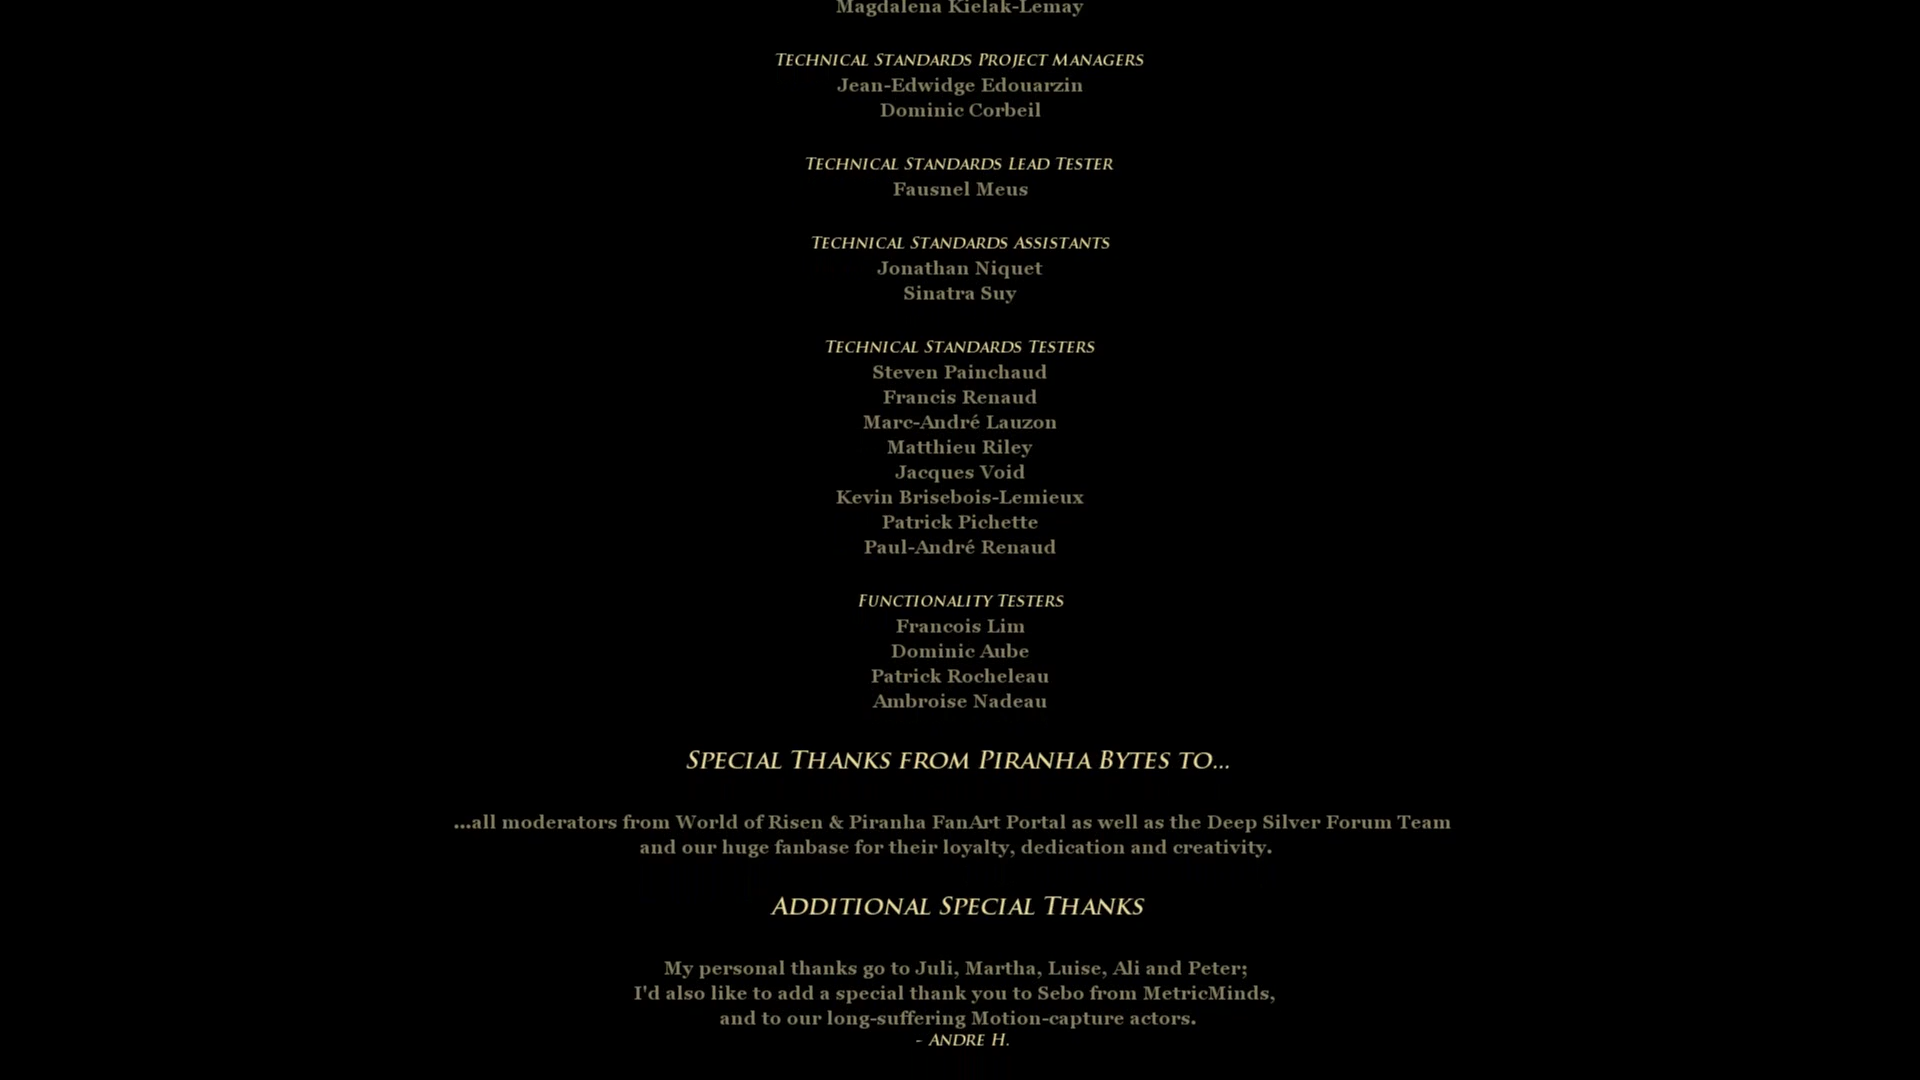 Magdalena Kielak-Lemay
Technical Standards Project Managers
Jean-Edwidge Edouarzin
Dominic Corbeil
Technical Standards Lead Tester
Fausnel Meus
Technical Standards Assistants
Jonathan Niquet
Sinatra Suy
Technical Standards Testers
Steven Painchaud
Francis Renaud
Marc-André Lauzon
Matthieu Riley
Jacques Void
Kevin Brisebois-Lemieux
Patrick Pichette
Paul-André Renaud
Functionality Testers
Francois Lim
Dominic Aube
Patrick Rocheleau
Ambroise Nadeau
Special Thanks from Piranha Bytes to...
...all moderators from World of Risen & Piranha FanArt Portal as well as the Deep Silver Forum Team
and our huge fanbase for their loyalty, dedication and creativity.
Additional Special Thanks
My personal thanks go to Juli, Martha, Luise, Ali and Peter;
I'd also like to add a special thank you to Sebo from MetricMinds,
and to our long-suffering Motion-capture actors.
- Andre H.